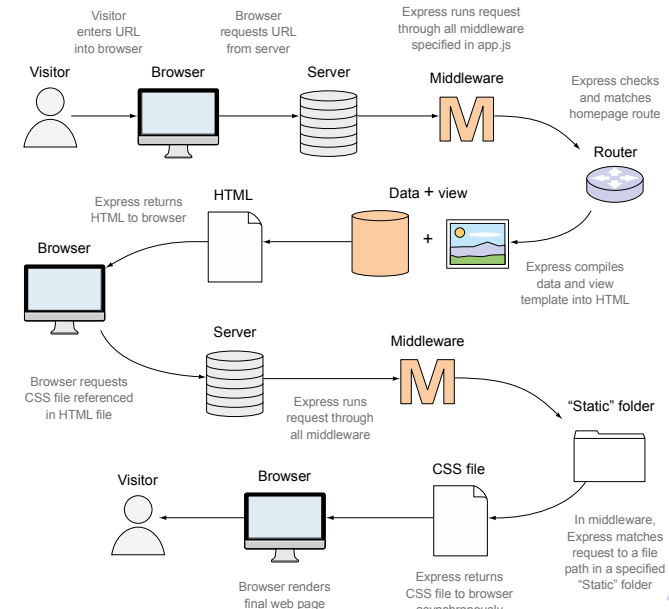 Visitor
enters URL
into browser
Browser
requests URL
from server
Express runs request
through all middleware
specified in app.js
Visitor
Browser
Server
Middleware
Express checks
and matches
homepage route
Router
Express returns
HTML to browser
HTML
Data + view
+
Browser
Express compiles
data and view
template into HTML
Server
Middleware
Browser requests
CSS file referenced
in HTML file
Express runs
request through
all middleware
“Static” folder
Visitor
Browser
CSS file
In middleware,
Express matches
request to a file
path in a specified
“Static” folder
Browser renders
final web page
Express returns
CSS file to browser
asynchronously